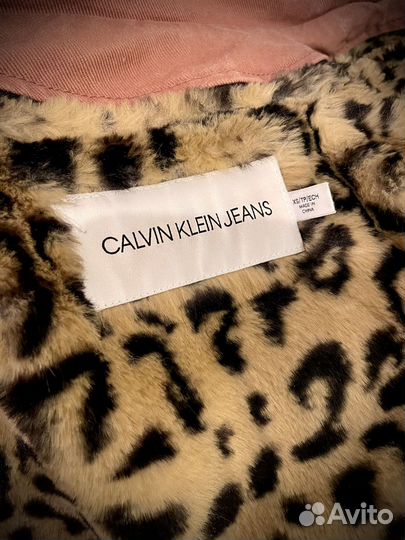 CALVIN KLEIN JEANS
XS/TP/ECH
MADE IN
CHINA
Avito